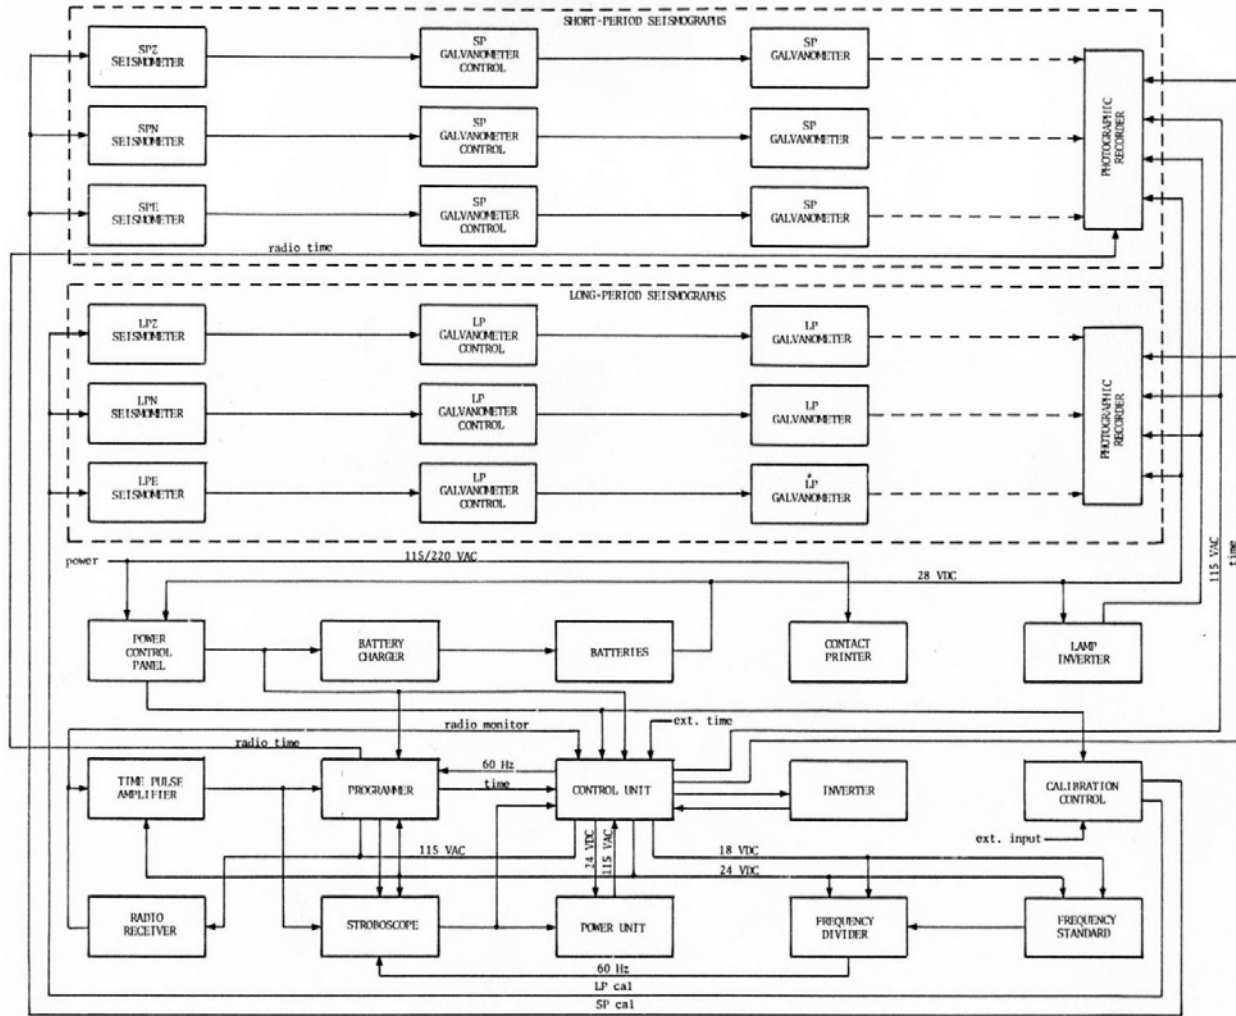 SHORT-PERIOD SEISMOGRAPHS
SPZ
SEISMOMETER
SP
GALVANOMETER
CONTROL
SP
GALVANOMETER
SPN
SEISMOMETER
SP
GALVANOMETER
CONTROL
SP
GALVANOMETER
PHOTOGRAPHIC
RECORDER
SPE
SEISMOMETER
SP
GALVANOMETER
CONTROL
SP
GALVANOMETER
radio time
LONG-PERIOD SEISMOGRAPHS
LPZ
SEISMOMETER
LP
GALVANOMETER
CONTROL
LP
GALVANOMETER
LPN
SEISMOMETER
LP
GALVANOMETER
CONTROL
LP
GALVANOMETER
PHOTOGRAPHIC
RECORDER
LPE
SEISMOMETER
LP
GALVANOMETER
CONTROL
LP
GALVANOMETER
power
115/220 VAC
28 VDC
115 VAC
time
POWER
CONTROL
PANEL
BATTERY
CHARGER
BATTERIES
CONTACT
PRINTER
LAMP
INVERTER
radio monitor
ext. time
radio time
60 Hz
time
TIME PULSE
AMPLIFIER
PROGRAMMER
CONTROL UNIT
INVERTER
CALIBRATION
CONTROL
ext. input
115 VAC
24 VDC
115 VAC
18 VDC
24 VDC
RADIO
RECEIVER
STROBOSCOPE
POWER UNIT
FREQUENCY
DIVIDER
FREQUENCY
STANDARD
60 Hz
LP cal
SP cal